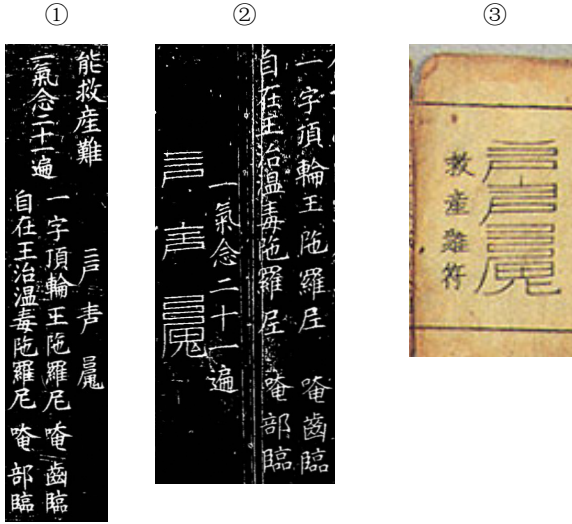 ①
②
③
能救産難
一氣念二十一遍
一字頂輪王陁羅尼 唵 齒臨
自在王治温毒陁羅尼 唵 部臨
一字頂輪王陁羅尼 唵 齒臨
自在王治温毒陁羅尼 唵 部臨
一氣念二十一遍
救産難符